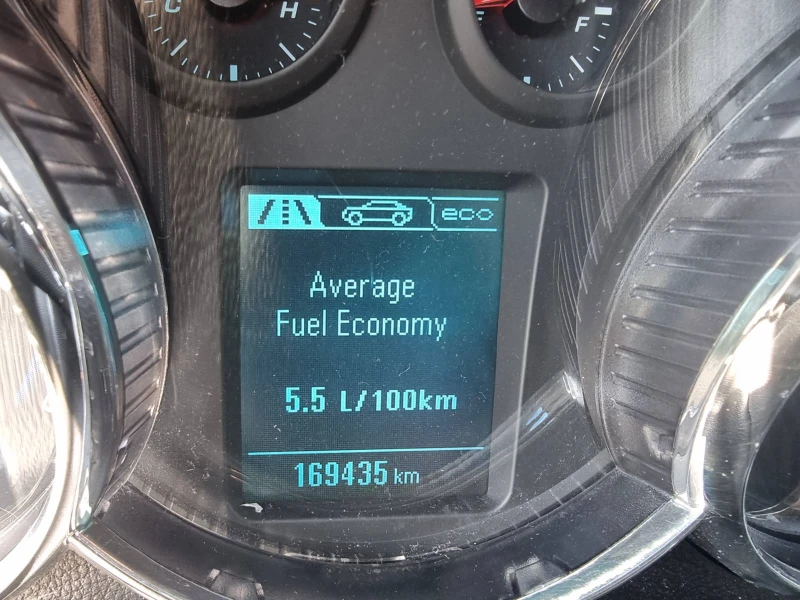 C H
E F
eco
Average
Fuel Economy
5.5 L/100km
169435 km